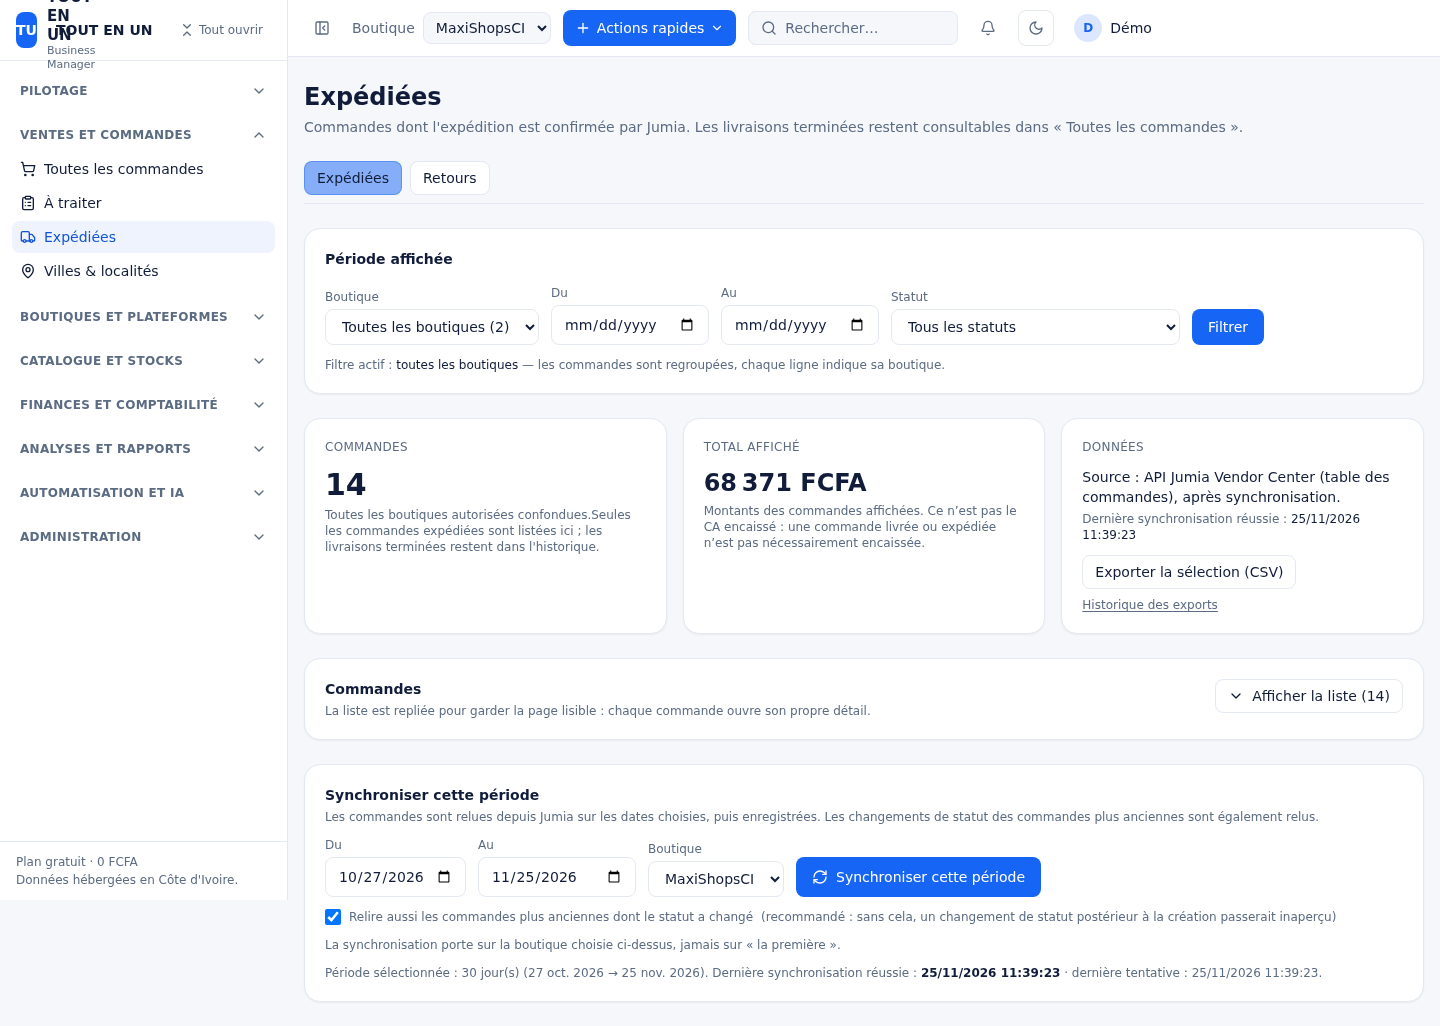 TU
TOUT EN UN
TOUT EN UN
Business Manager
Tout ouvrir
Boutique
MaxiShopsCI
Actions rapides
Rechercher…
D
Démo
PILOTAGE
VENTES ET COMMANDES
Toutes les commandes
À traiter
Expédiées
Villes & localités
BOUTIQUES ET PLATEFORMES
CATALOGUE ET STOCKS
FINANCES ET COMPTABILITÉ
ANALYSES ET RAPPORTS
AUTOMATISATION ET IA
ADMINISTRATION
Plan gratuit · 0 FCFA
Données hébergées en Côte d'Ivoire.
Expédiées
Commandes dont l'expédition est confirmée par Jumia. Les livraisons terminées restent consultables dans « Toutes les commandes ».
Expédiées
Retours
Période affichée
Boutique
Du
Au
Statut
Toutes les boutiques (2)
mm/dd/yyyy
mm/dd/yyyy
Tous les statuts
Filtrer
Filtre actif : toutes les boutiques — les commandes sont regroupées, chaque ligne indique sa boutique.
COMMANDES
14
Toutes les boutiques autorisées confondues.Seules
les commandes expédiées sont listées ici ; les
livraisons terminées restent dans l'historique.
TOTAL AFFICHÉ
68 371 FCFA
Montants des commandes affichées. Ce n’est pas le
CA encaissé : une commande livrée ou expédiée
n’est pas nécessairement encaissée.
DONNÉES
Source : API Jumia Vendor Center (table des
commandes), après synchronisation.
Dernière synchronisation réussie : 25/11/2026
11:39:23
Exporter la sélection (CSV)
Historique des exports
Commandes
La liste est repliée pour garder la page lisible : chaque commande ouvre son propre détail.
Afficher la liste (14)
Synchroniser cette période
Les commandes sont relues depuis Jumia sur les dates choisies, puis enregistrées. Les changements de statut des commandes plus anciennes sont également relus.
Du
Au
Boutique
10/27/2026
11/25/2026
MaxiShopsCI
Synchroniser cette période
Relire aussi les commandes plus anciennes dont le statut a changé (recommandé : sans cela, un changement de statut postérieur à la création passerait inaperçu)
La synchronisation porte sur la boutique choisie ci-dessus, jamais sur « la première ».
Période sélectionnée : 30 jour(s) (27 oct. 2026 → 25 nov. 2026). Dernière synchronisation réussie : 25/11/2026 11:39:23 · dernière tentative : 25/11/2026 11:39:23.